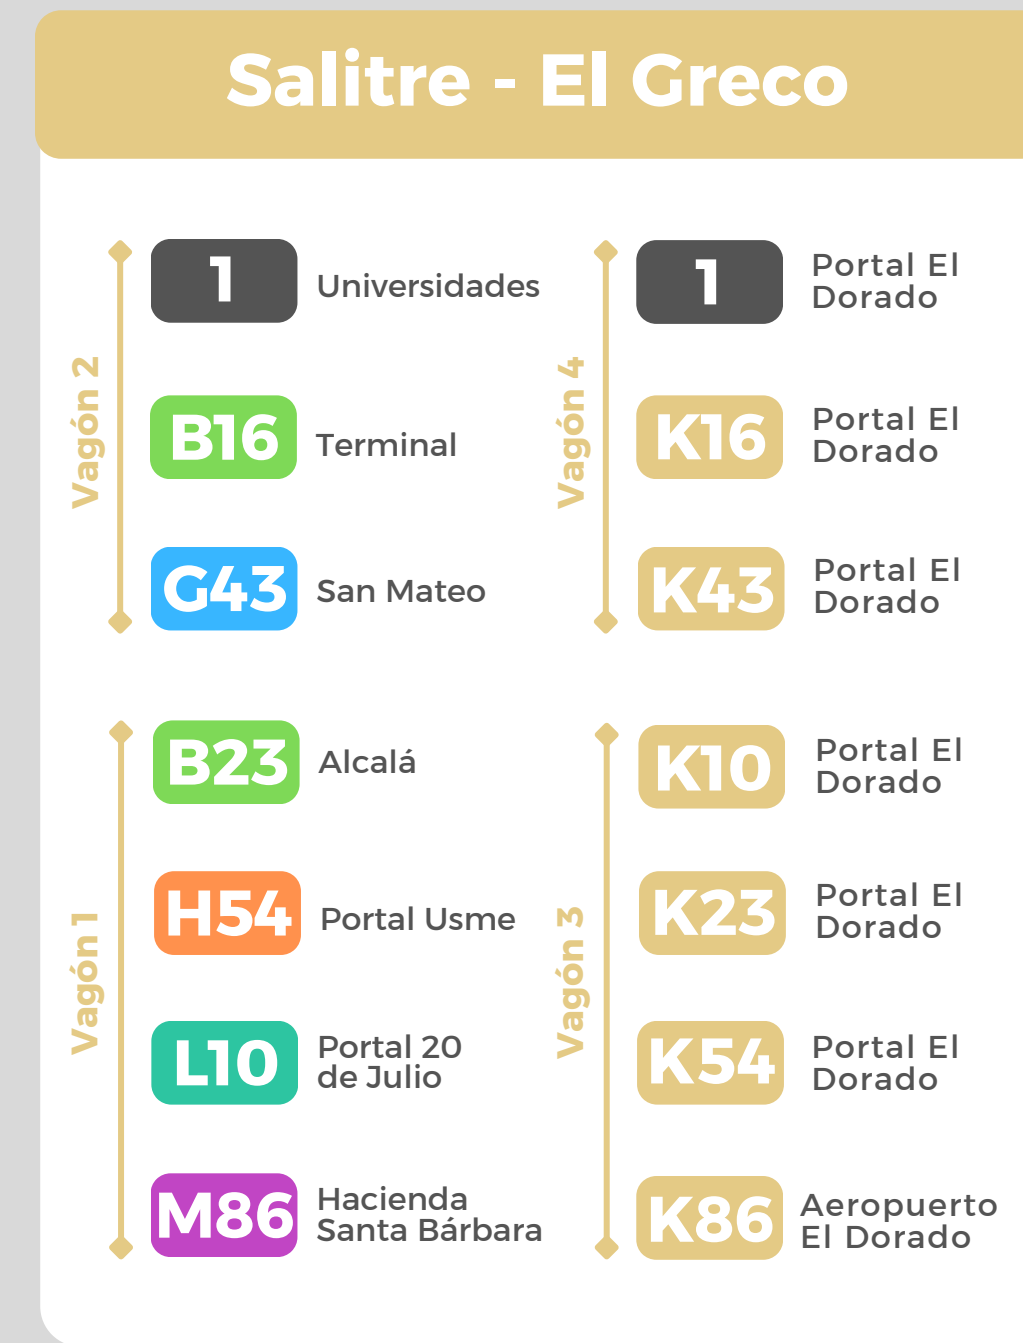 Salitre - El Greco
Vagón 2
1
Universidades
B16
Terminal
G43
San Mateo
Vagón 1
B23
Alcalá
H54
Portal Usme
L10
Portal 20
de Julio
M86
Hacienda
Santa Bárbara
Vagón 4
1
Portal El
Dorado
K16
Portal El
Dorado
K43
Portal El
Dorado
Vagón 3
K10
Portal El
Dorado
K23
Portal El
Dorado
K54
Portal El
Dorado
K86
Aeropuerto
El Dorado